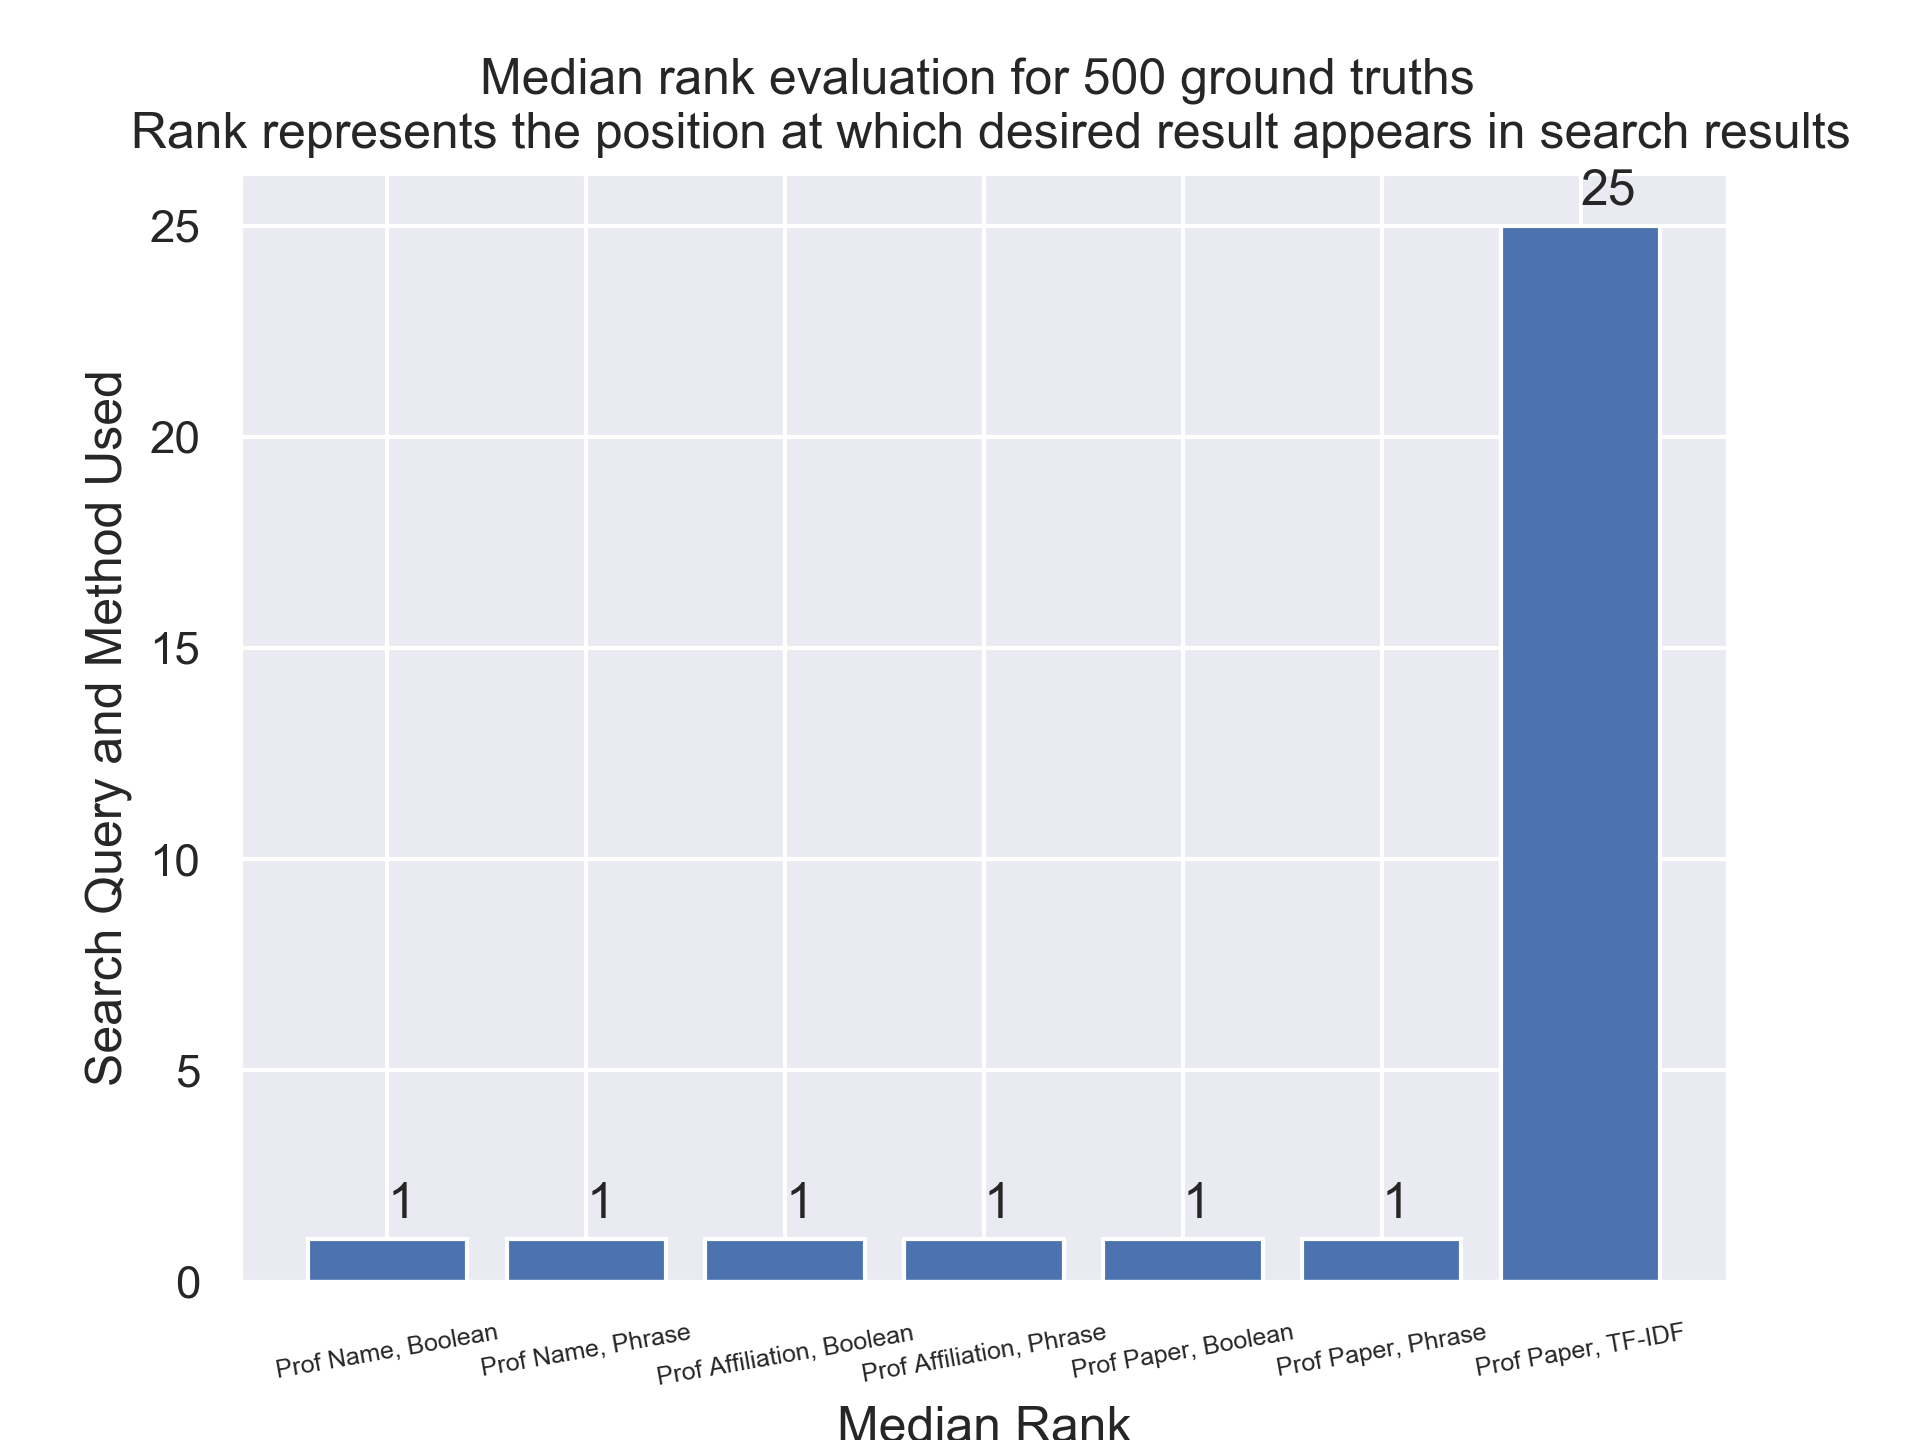 Median rank evaluation for 500 ground truths
Rank represents the position at which desired result appears in search results
25
25
20
15
10
5
0
Search Query and Method Used
1
1
1
1
1
1
Prof Name, Boolean
Prof Name, Phrase
Prof Affiliation, Boolean
Prof Affiliation, Phrase
Prof Paper, Boolean
Prof Paper, Phrase
Prof Paper, TF-IDF
Median Rank